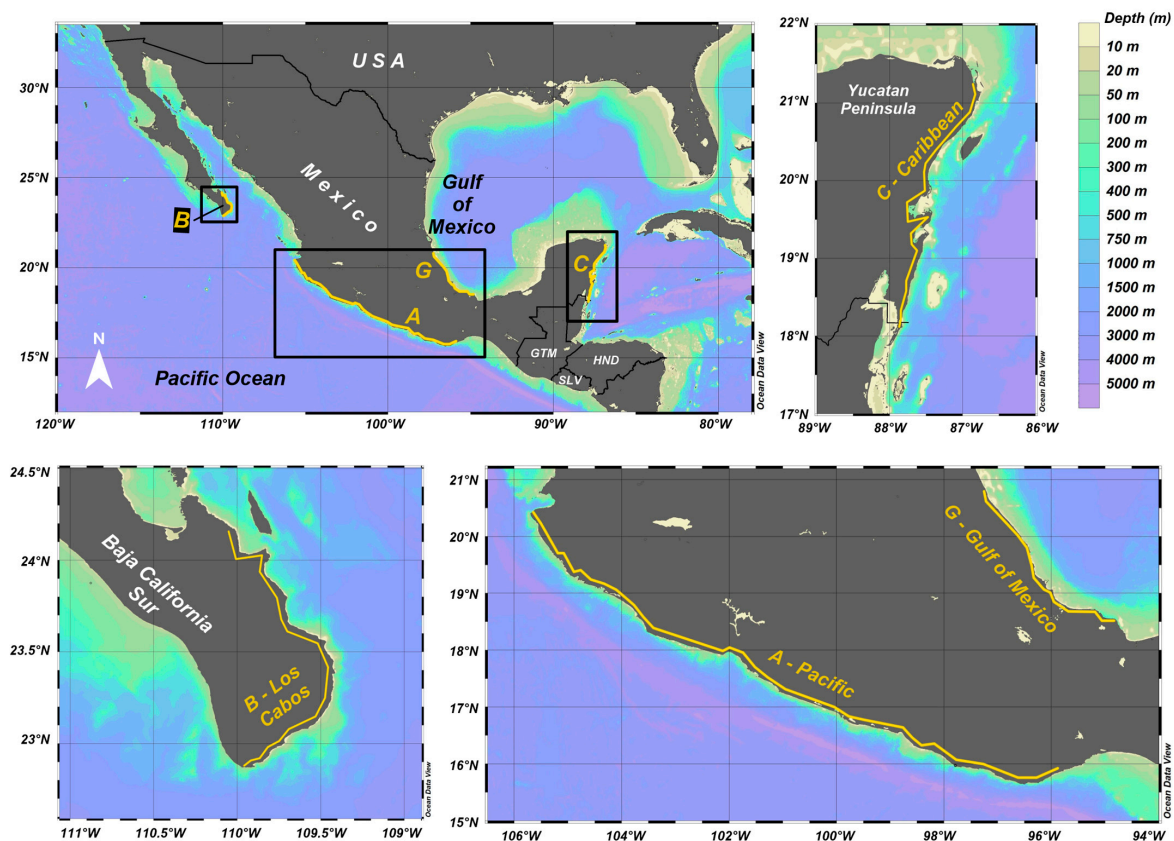 U S A
Mexico
Gulf
of
Mexico
B
G
A
C
GTM
HND
SLV
N
Pacific Ocean
30°N
25°N
20°N
15°N
120°W
110°W
100°W
90°W
80°W
Ocean Data View
22°N
21°N
20°N
19°N
18°N
17°N
Yucatan
Peninsula
C - Caribbean
89°W
88°W
87°W
86°W
Ocean Data View
Depth (m)
10 m
20 m
50 m
100 m
200 m
300 m
400 m
500 m
750 m
1000 m
1500 m
2000 m
3000 m
4000 m
5000 m
24.5°N
24°N
23.5°N
23°N
Baja California
Sur
B - Los
Cabos
111°W
110.5°W
110°W
109.5°W
109°W
Ocean Data View
21°N
20°N
19°N
18°N
17°N
16°N
15°N
G - Gulf of Mexico
A - Pacific
106°W
104°W
102°W
100°W
98°W
96°W
94°W
Ocean Data View